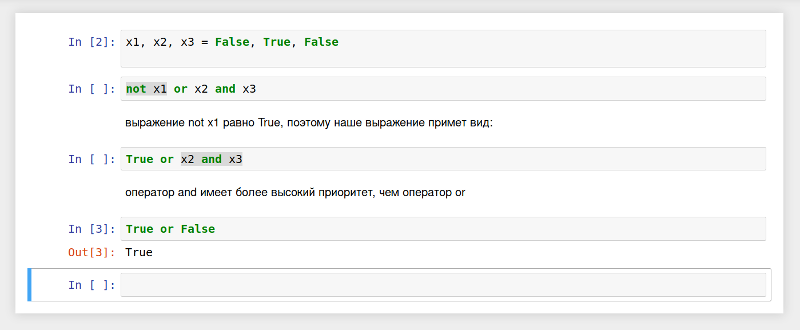 In [2]: x1, x2, x3 = False, True, False
In [ ]: not x1 or x2 and x3
выражение not x1 равно True, поэтому наше выражение примет вид:
In [ ]: True or x2 and x3
оператор and имеет более высокий приоритет, чем оператор or
In [3]: True or False
Out[3]: True
In [ ]: